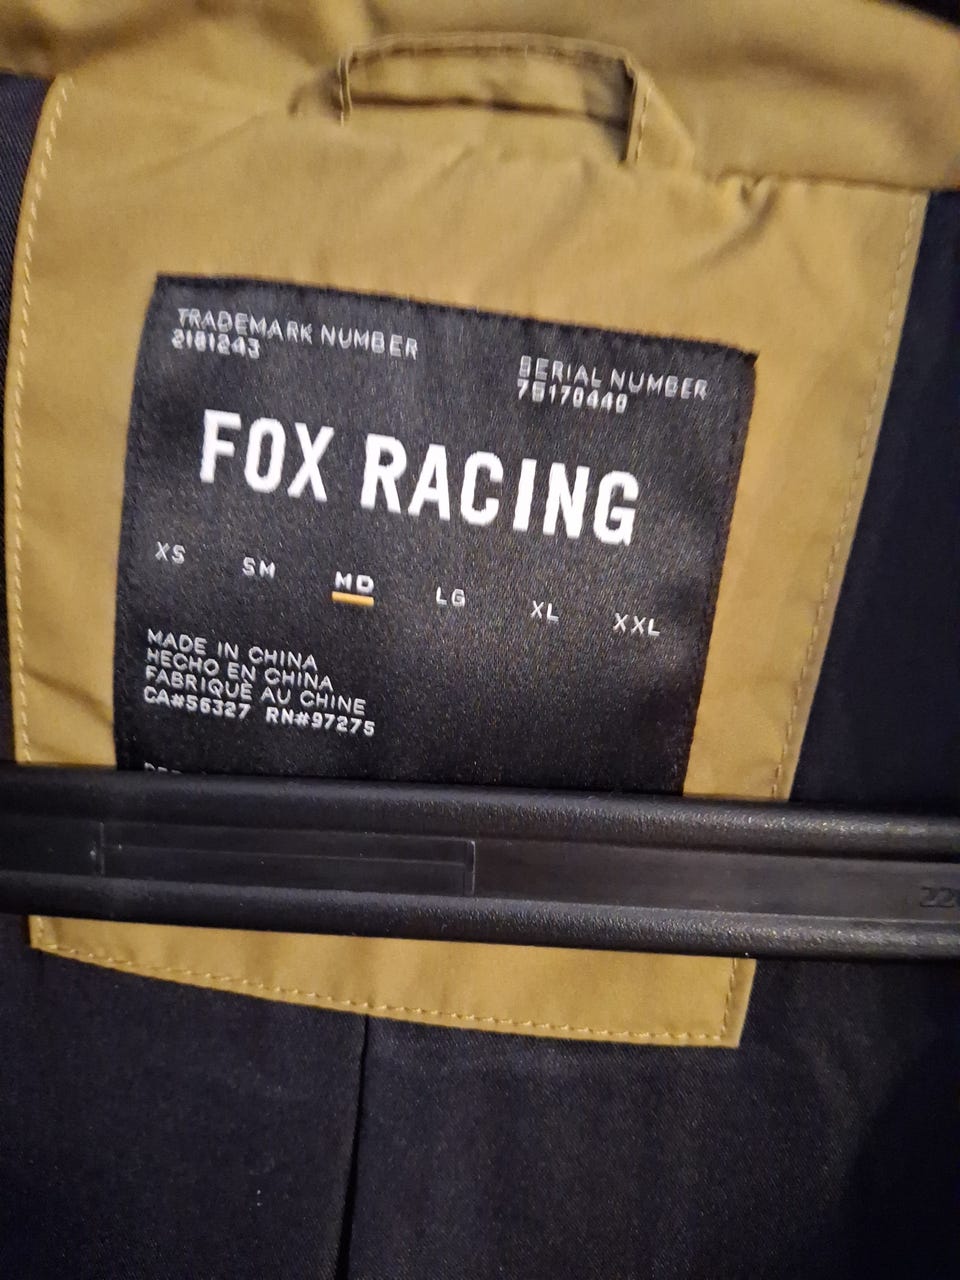 TRADEMARK NUMBER
2181243
SERIAL NUMBER
75170440
FOX RACING
XS SM MD LG XL XXL
MADE IN CHINA
HECHO EN CHINA
FABRIQUÉ AU CHINE
CA#56327 RN#97275